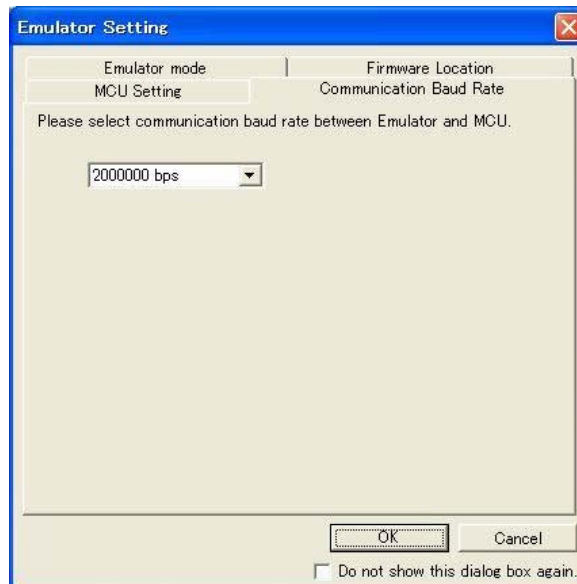 Emulator Setting
Emulator mode
Firmware Location
MCU Setting
Communication Baud Rate
Please select communication baud rate between Emulator and MCU.
2000000 bps
OK
Cancel
Do not show this dialog box again.